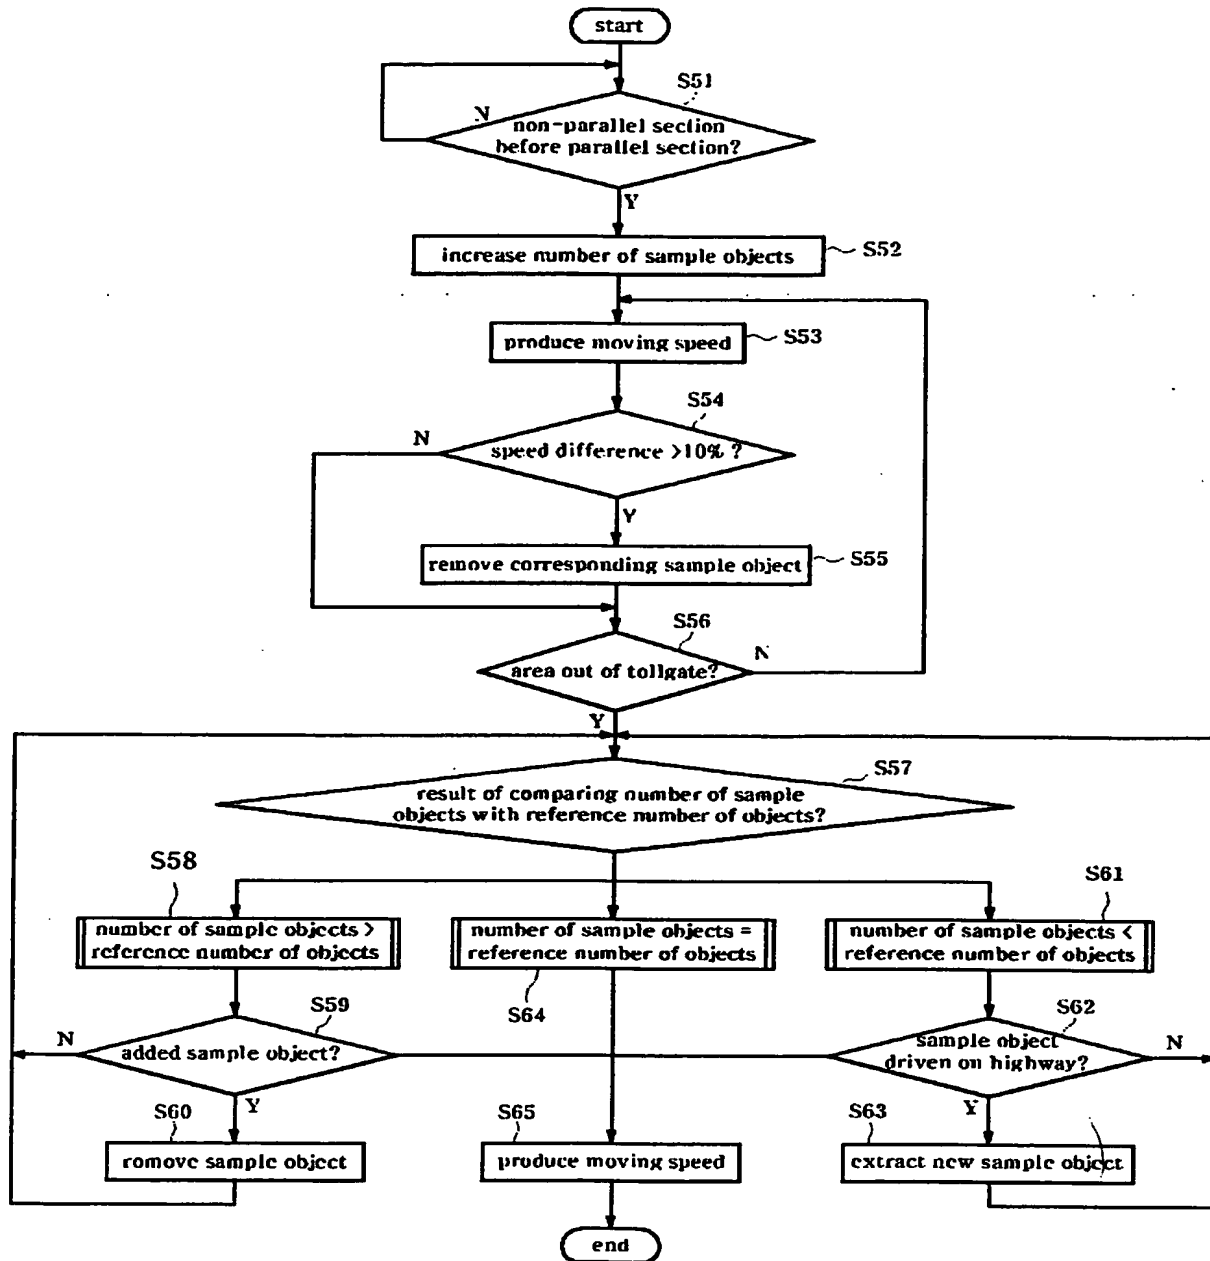 start
S51
N
non-parallel section
before parallel section?
Y
increase number of sample objects
S52
produce moving speed
S53
S54
N
speed difference >10% ?
Y
remove corresponding sample object
S55
S56
N
area out of tollgate?
Y
S57
result of comparing number of sample
objects with reference number of objects?
S58
S61
number of sample objects >
reference number of objects
number of sample objects =
reference number of objects
number of sample objects <
reference number of objects
S64
S59
S62
N
added sample object?
sample object
driven on highway?
N
Y
Y
S60
S65
S63
romove sample object
produce moving speed
extract new sample object
end